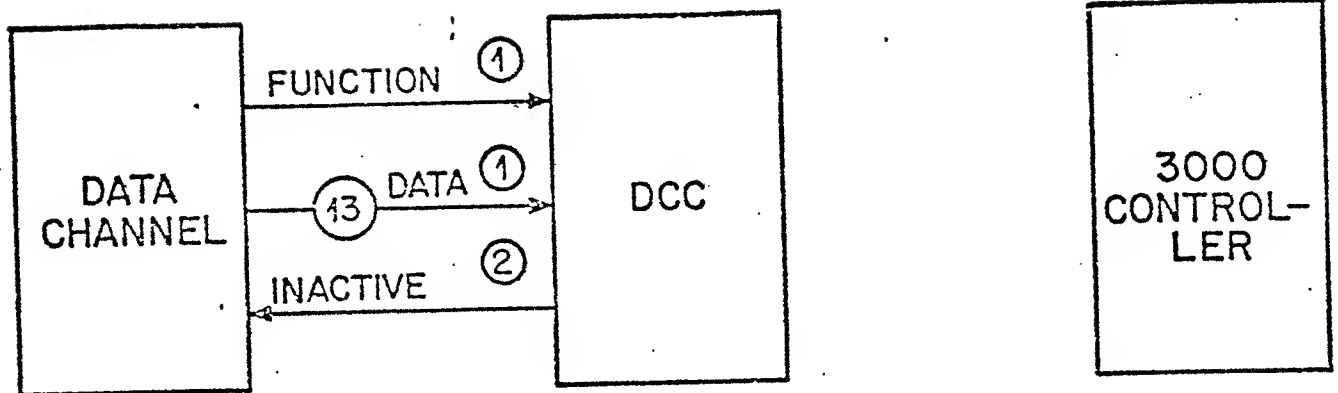 FUNCTION ①
DATA
CHANNEL
⑬ DATA ①
INACTIVE ②
DCC
3000
CONTROL-
LER